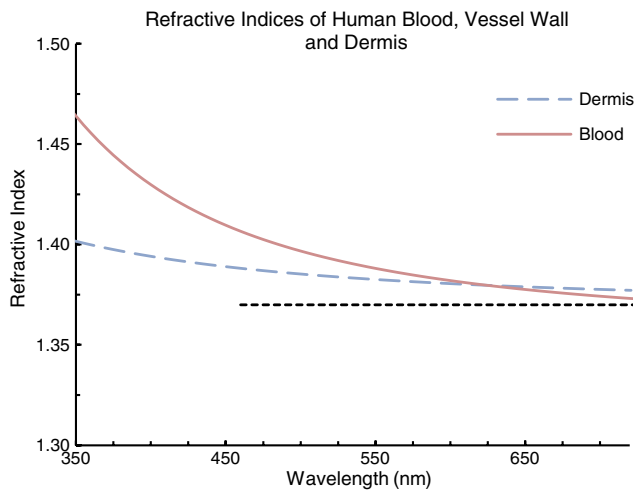 Refractive Indices of Human Blood, Vessel Wall
and Dermis
1.50
1.45
1.40
1.35
1.30
Refractive Index
Dermis
Blood
350
450
550
650
Wavelength (nm)